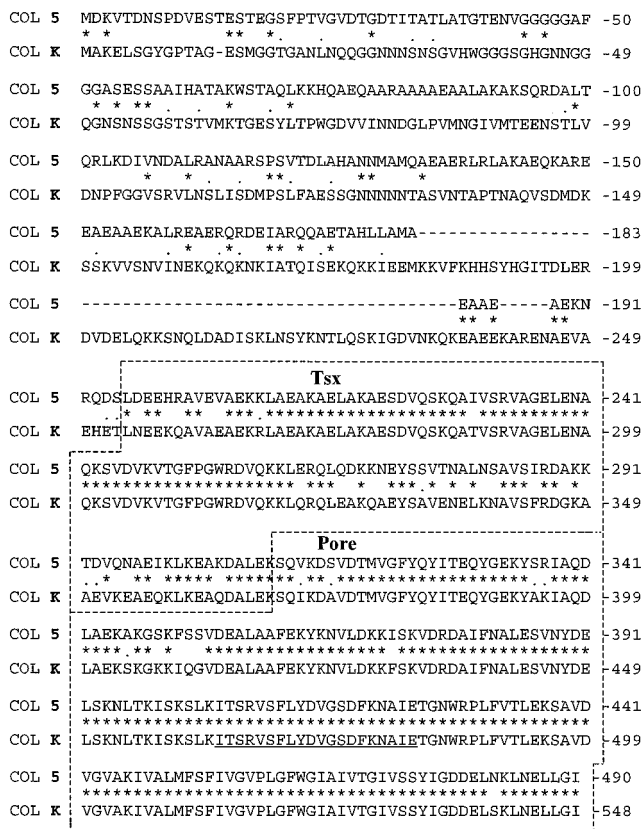 COL 5 MDKVTDNSPDVESTESTEGSFPTVGVDTGDTITATLATGTENVGGGGGAF -50
* * ** * * * *
COL K MAKELSGYGPTAG-ESMGGTGANLNQQGGNNNSNSGVHWGGGSGHGNNGG -49
COL 5 GGASESSAAIHATAKWSTAQLKKHQAEQAARAAAAEAALAKAKSQRDALT -100
* * ** . . * . * . . . * .
COL K QGNSNSSGSTSTVMKTGESYLTPWGDVVINNDGLPVMNGIVMTEENSTLV -99
COL 5 QRLKDIVNDALRANAARSPSVTDLAHANNMAMQAEAERLRLAKAEQKARE -150
* * . . * . ** *
COL K DNPFGGVSRVLNSLISDMPSLFAESSGNNNNNTASVNTAPTNAQVSDMDK -149
COL 5 EAEAAEKALREAERQRDEIARQQAETAHLLAMA----------------- -183
* * ** * * .
COL K SSKVVSNVINEKQKQKNKIATQISEKQKKIEEMKKVFKHHSYHGITDLER -199
COL 5 --------------------------------------EAAE-----AEKN -191
** * **
COL K DVDELQKKSNQLDADISKLNSYKNTLQSKIGDVNKQKEAEEKARENAEVA -249
Tsx
COL 5 RQDSLDEEHRAVEVAEKKLAEAKAELAKAESDVQSKQAIVSRVAGELENA -241
.. * ** ** ** *** .***************** ***********
COL K EHETLNEEKQAVAEAEKRLAEAKAELAKAESDVQSKQATVSRVAGELENA -299
COL 5 QKSVDVKVTGFPGWRDVQKKLERQLQDKKNEYSSVTNALNSAVSIRDAKK -291
********************* *** . * *** * . * ** ** * *
COL K QKSVDVKVTGFPGWRDVQKKLQRQLEAKQAEYSAVENELKNAVSFRDGKA -349
Pore
COL 5 TDVQNAEIKLKEAKDALEKSQVKDSVDTMVGFYQYITEQYGEKYSRIAQD -341
..* ** ***** ******* .* ******************* .****
COL K AEVKEAEQKLKEAQDALEKSQIKDAVDTMVGFYQYITEQYGEKYAKIAQD -399
COL 5 LAEKAKGSKFSSVDEALAAFEKYKNVLDKKISKVDRDAIFNALESVNYDE -341
COL K LAEKSKGKKIQGVDEALAAFEKYKNVLDKKFSKVDRDAIFNALESVNYDE -449
COL 5 LSKNLTKISKSLKITSRVSFLYDVGSDFKNAIETGNWRPLFVTLEKSAVD -441
**************************************************
COL K LSKNLTKISKSLKITSRVSFLYDVGSDFKNAIETGNWRPLFVTLEKSAVD -499
COL 5 VGVAKIVALMFSFIVGVPLGFWGIAIVTGIVSSYIGDDELNKLNELLGI -490
**************************************** ********
COL K VGVAKIVALMFSFIVGVPLGFWGIAIVTGIVSSYIGDDELSKLNELLGI -548